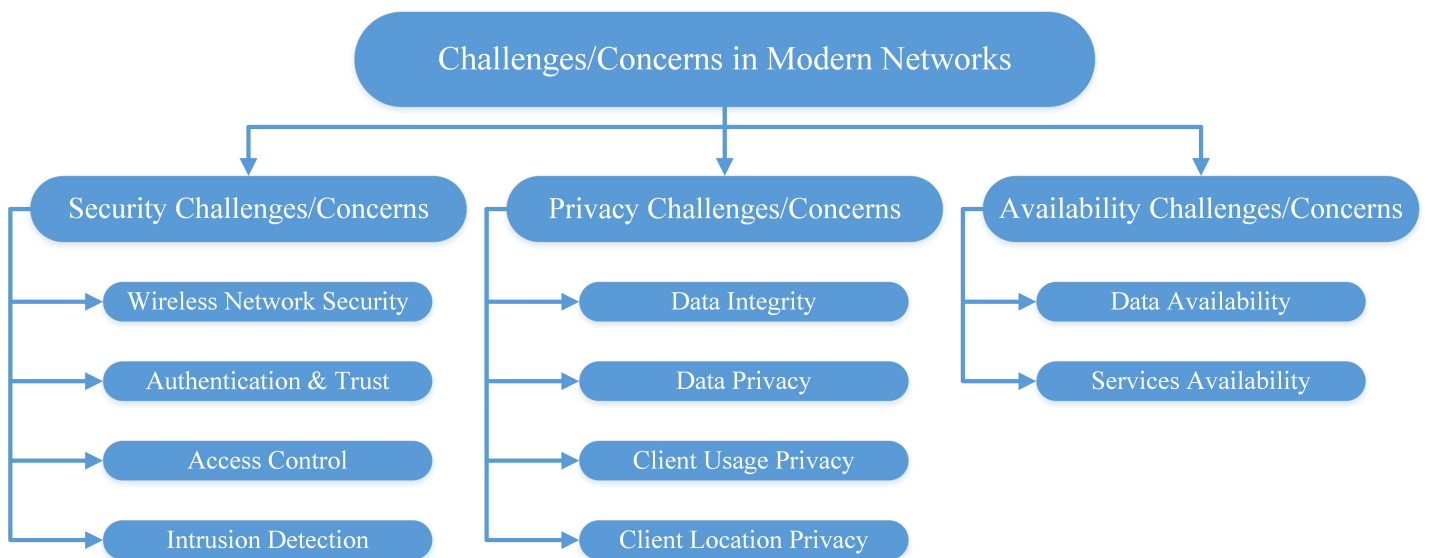 Challenges/Concerns in Modern Networks
Security Challenges/Concerns
Wireless Network Security
Authentication & Trust
Access Control
Intrusion Detection
Privacy Challenges/Concerns
Data Integrity
Data Privacy
Client Usage Privacy
Client Location Privacy
Availability Challenges/Concerns
Data Availability
Services Availability